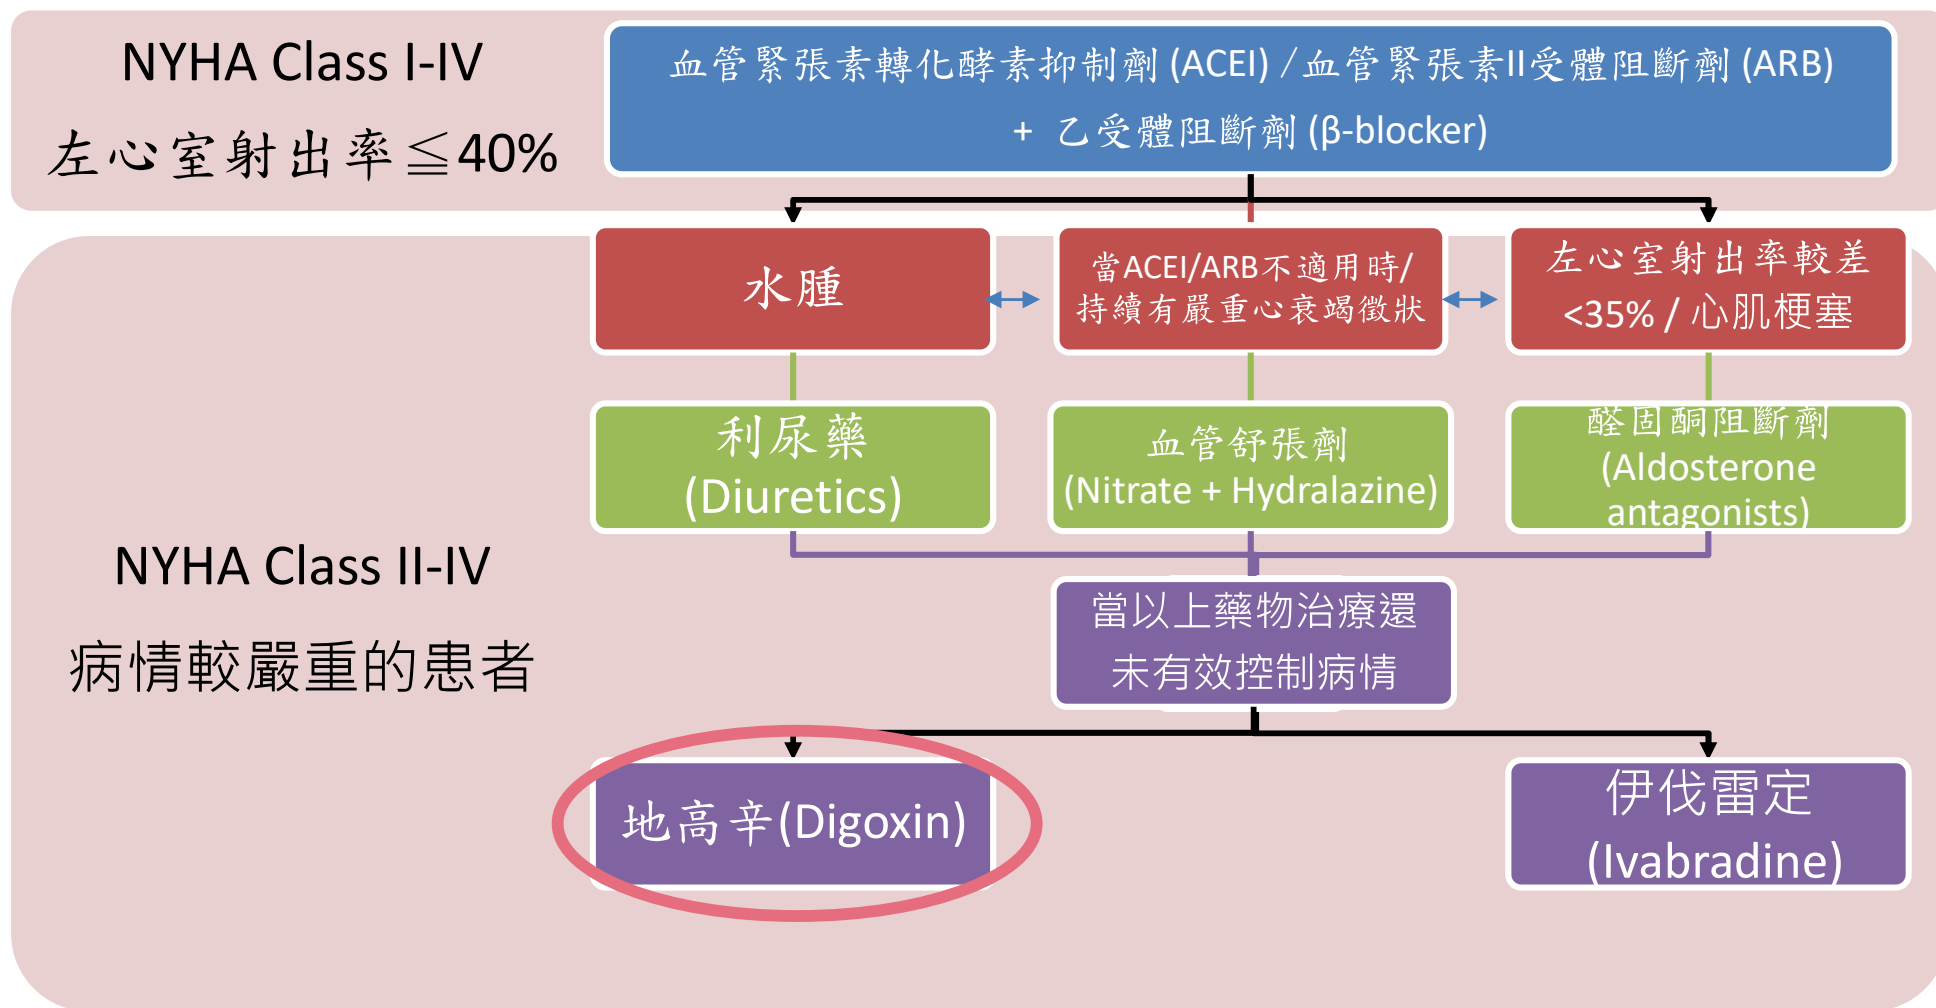 NYHA Class I-IV
左心室射出率≦40%
血管緊張素轉化酵素抑制劑 (ACEI) /血管緊張素II受體阻斷劑 (ARB)
+ 乙受體阻斷劑 (β-blocker)
水腫
當ACEI/ARB不適用時/
持續有嚴重心衰竭徵狀
左心室射出率較差
<35% / 心肌梗塞
利尿藥
(Diuretics)
血管舒張劑
(Nitrate + Hydralazine)
醛固酮阻斷劑
(Aldosterone
antagonists)
NYHA Class II-IV
病情較嚴重的患者
當以上藥物治療還
未有效控制病情
地高辛(Digoxin)
伊伐雷定
(Ivabradine)